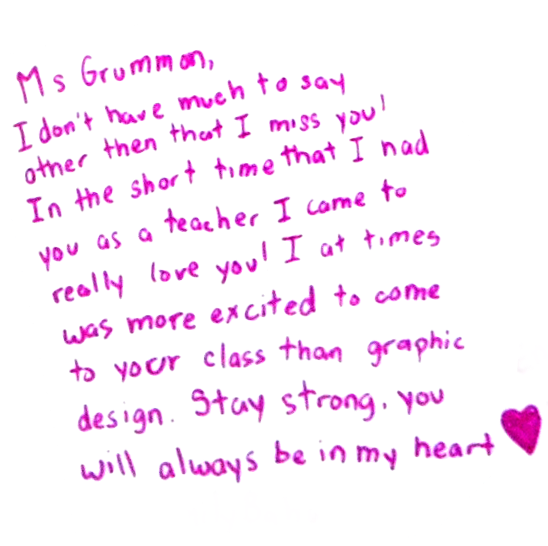 Ms Grummon,
I don't have much to say
other then that I miss you!
In the short time that I had
you as a teacher I came to
really love you! I at times
was more excited to come
to your class than graphic
design. Stay strong, you
will always be in my heart